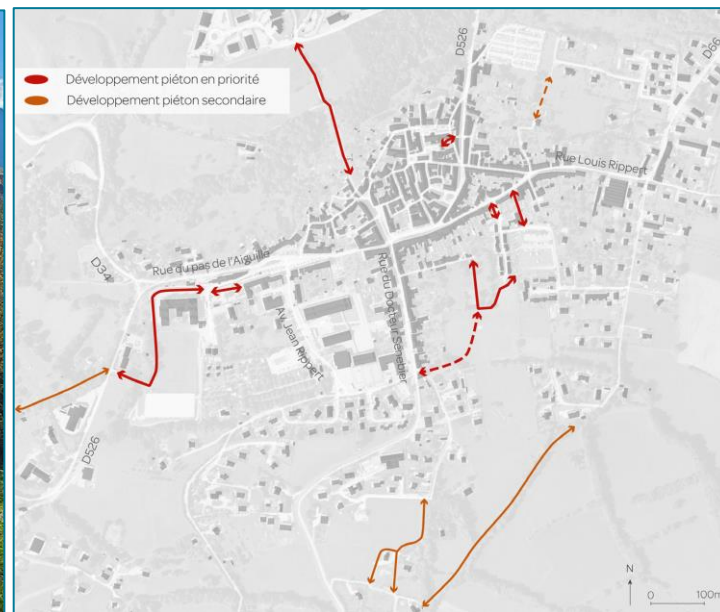 Développement piéton en priorité
Développement piéton secondaire
D526
D66
Rue Louis Rippert
Rue du pas de l'Aiguille
D34
Rue du Docteur Senebier
Av. Jean Rippert
D526
N
0 100m